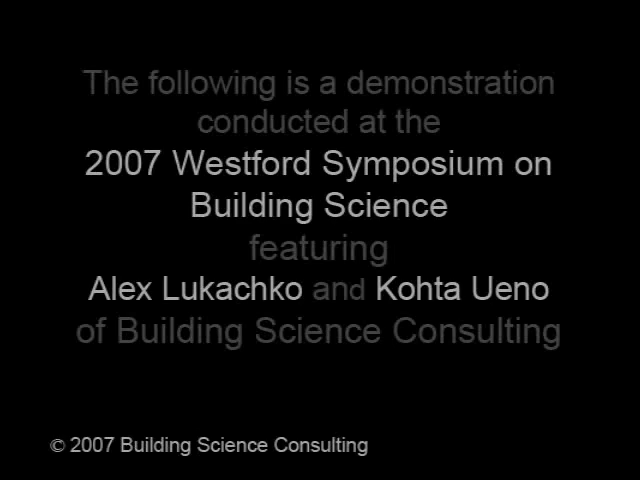 The following is a demonstration
conducted at the
2007 Westford Symposium on
Building Science
featuring
Alex Lukachko and Kohta Ueno
of Building Science Consulting
© 2007 Building Science Consulting